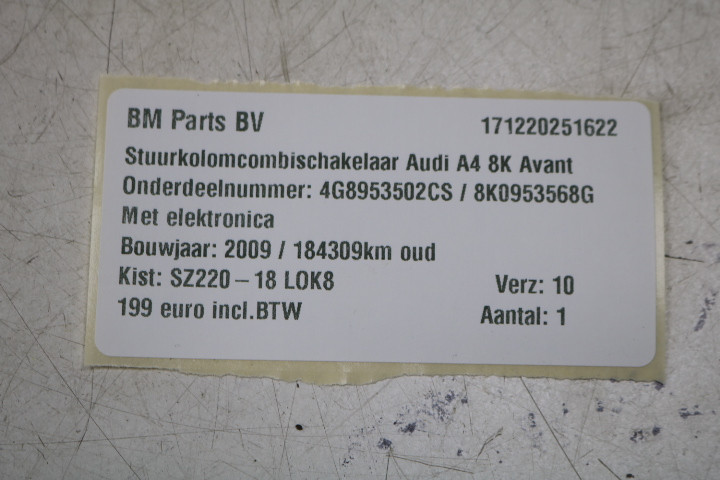 BM Parts BV 171220251622
Stuurkolomcombischakelaar Audi A4 8K Avant
Onderdeelnummer: 4G8953502CS / 8K0953568G
Met elektronica
Bouwjaar: 2009 / 184309km oud
Kist: SZ220 – 18 LOK8 Verz: 10
199 euro incl.BTW Aantal: 1